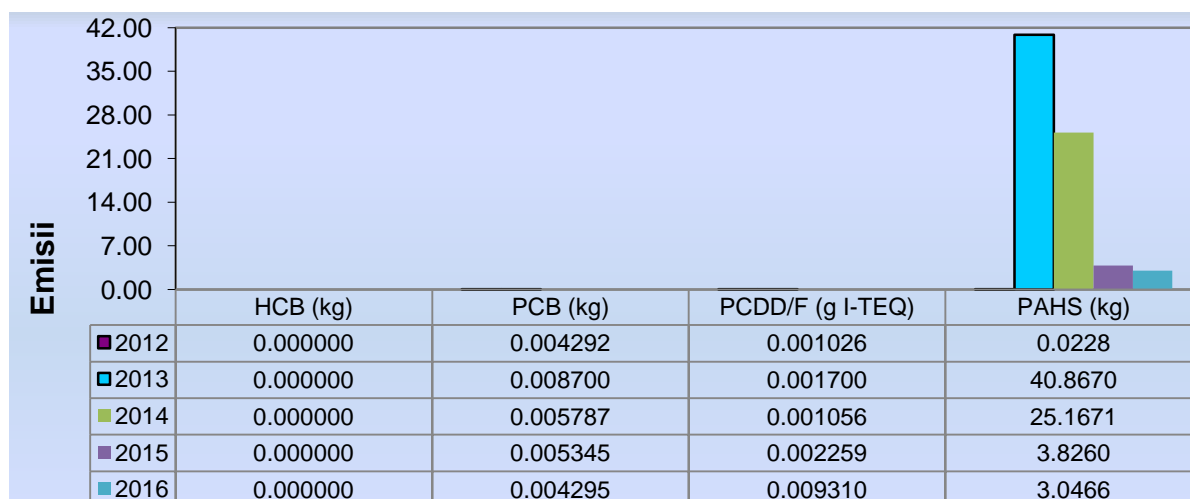 42.00
35.00
28.00
21.00
14.00
7.00
0.00
Emisii
HCB (kg) PCB (kg) PCDD/F (g I-TEQ) PAHS (kg)
2012 0.000000 0.004292 0.001026 0.0228
2013 0.000000 0.008700 0.001700 40.8670
2014 0.000000 0.005787 0.001056 25.1671
2015 0.000000 0.005345 0.002259 3.8260
2016 0.000000 0.004295 0.009310 3.0466